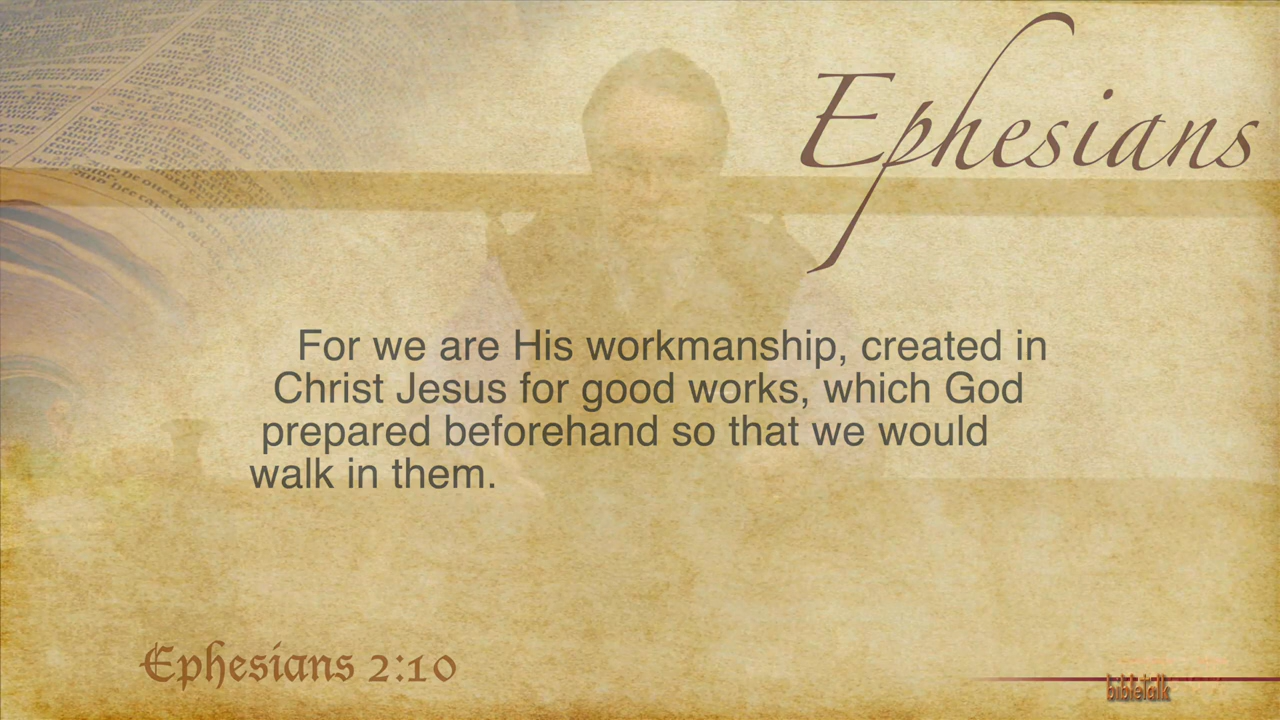 Ephesians
For we are His workmanship, created in
Christ Jesus for good works, which God
prepared beforehand so that we would
walk in them.
Ephesians 2:10
bibletalk